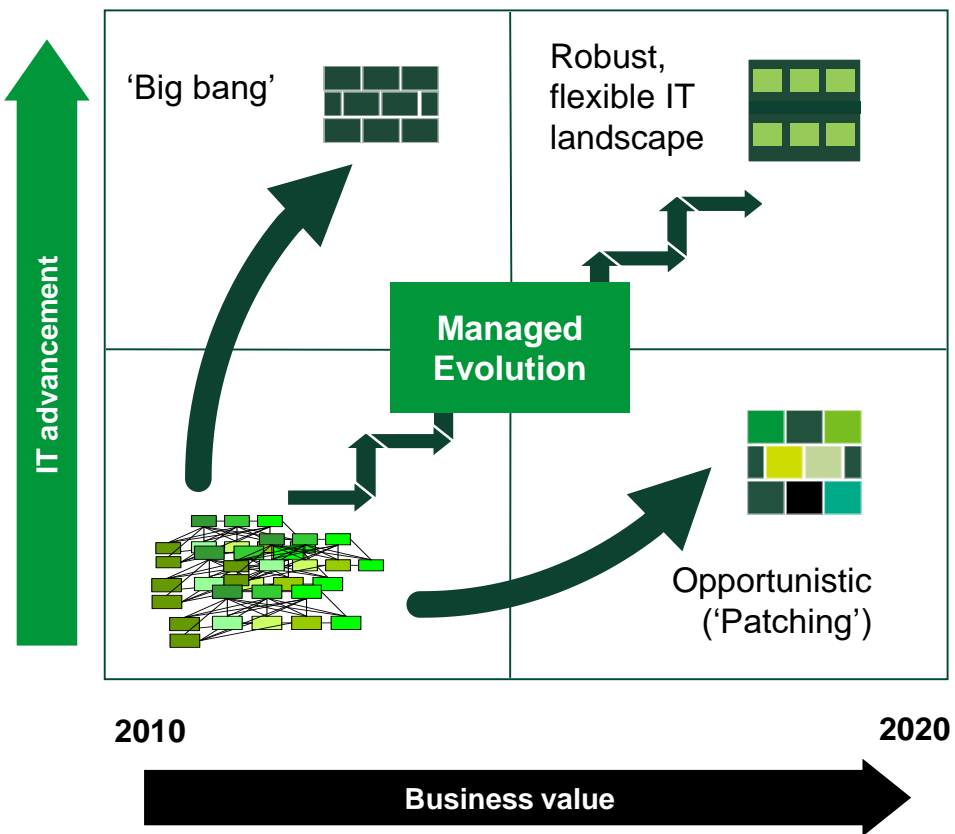 ‘Big bang’
Robust,
flexible IT
landscape
IT advancement
Managed
Evolution
Opportunistic
(‘Patching’)
2010
2020
Business value